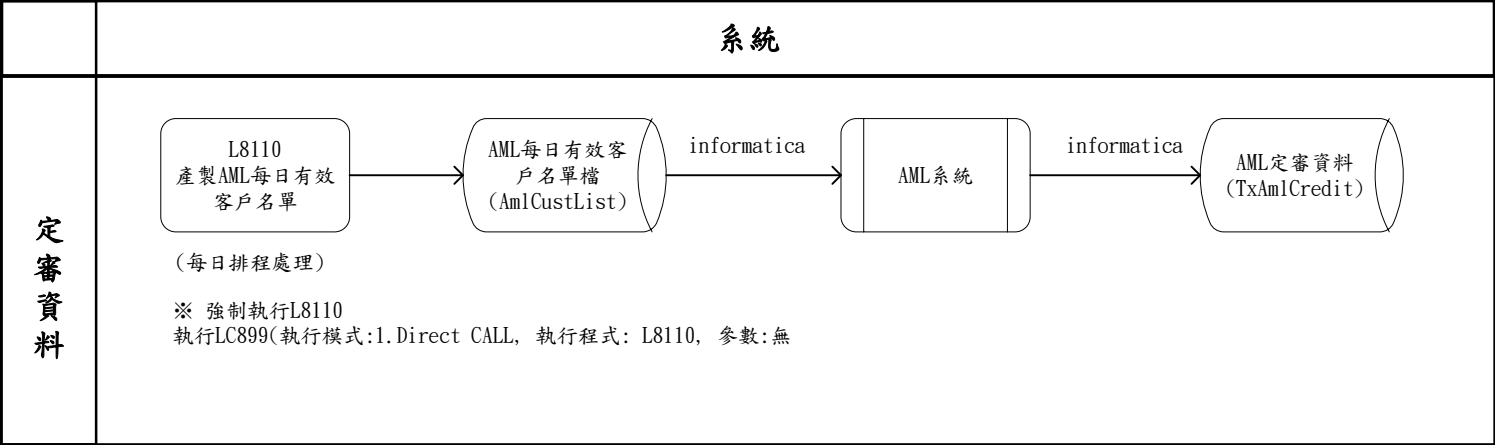 系統
定
審
資
料
L8110
產製AML每日有效
客戶名單
AML每日有效客
戶名單檔
(AmlCustList)
informatica
AML系統
informatica
AML定審資料
(TxAmlCredit)
(每日排程處理)
※ 強制執行L8110
執行LC899(執行模式:1.Direct CALL, 執行程式: L8110, 參數:無